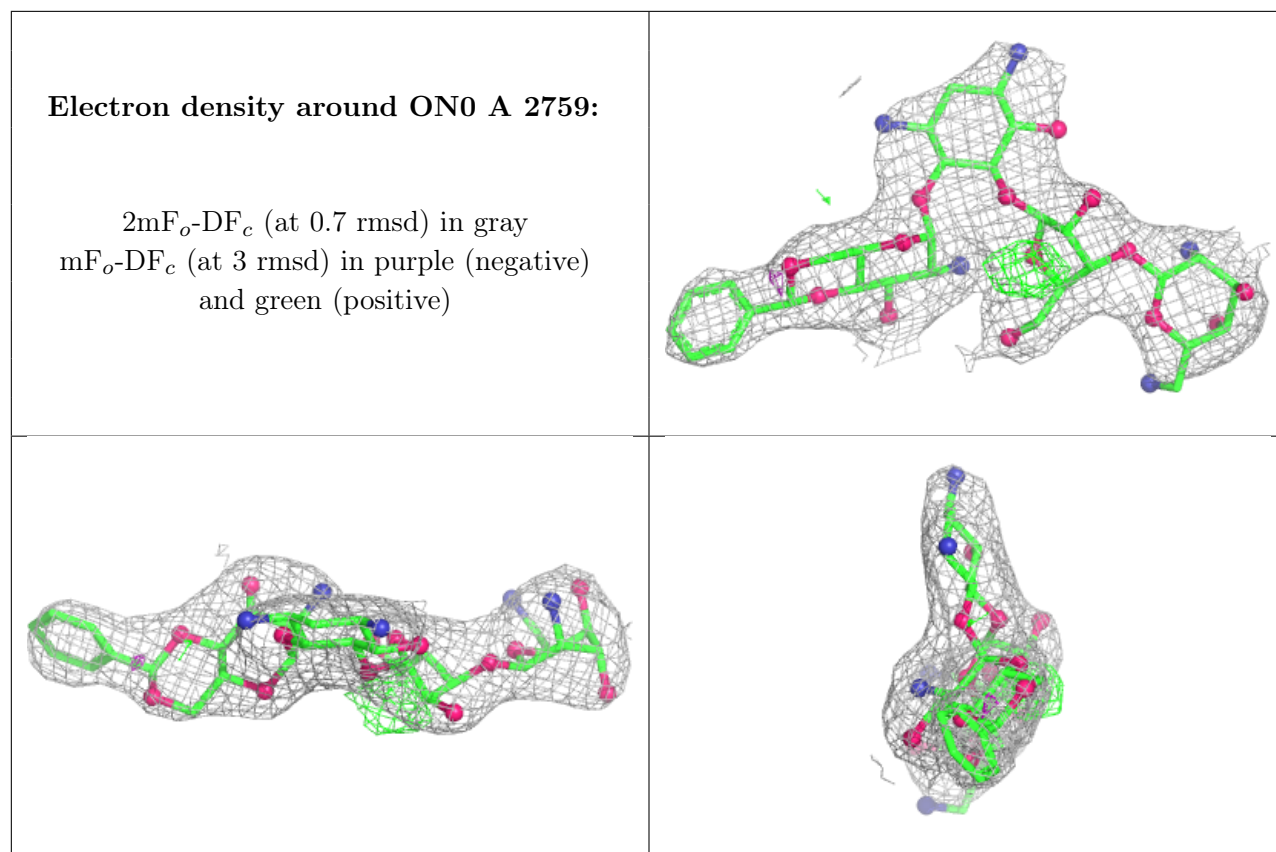 Electron density around ON0 A 2759:
2mFₒ-DF𝑐 (at 0.7 rmsd) in gray
mFₒ-DF𝑐 (at 3 rmsd) in purple (negative)
and green (positive)